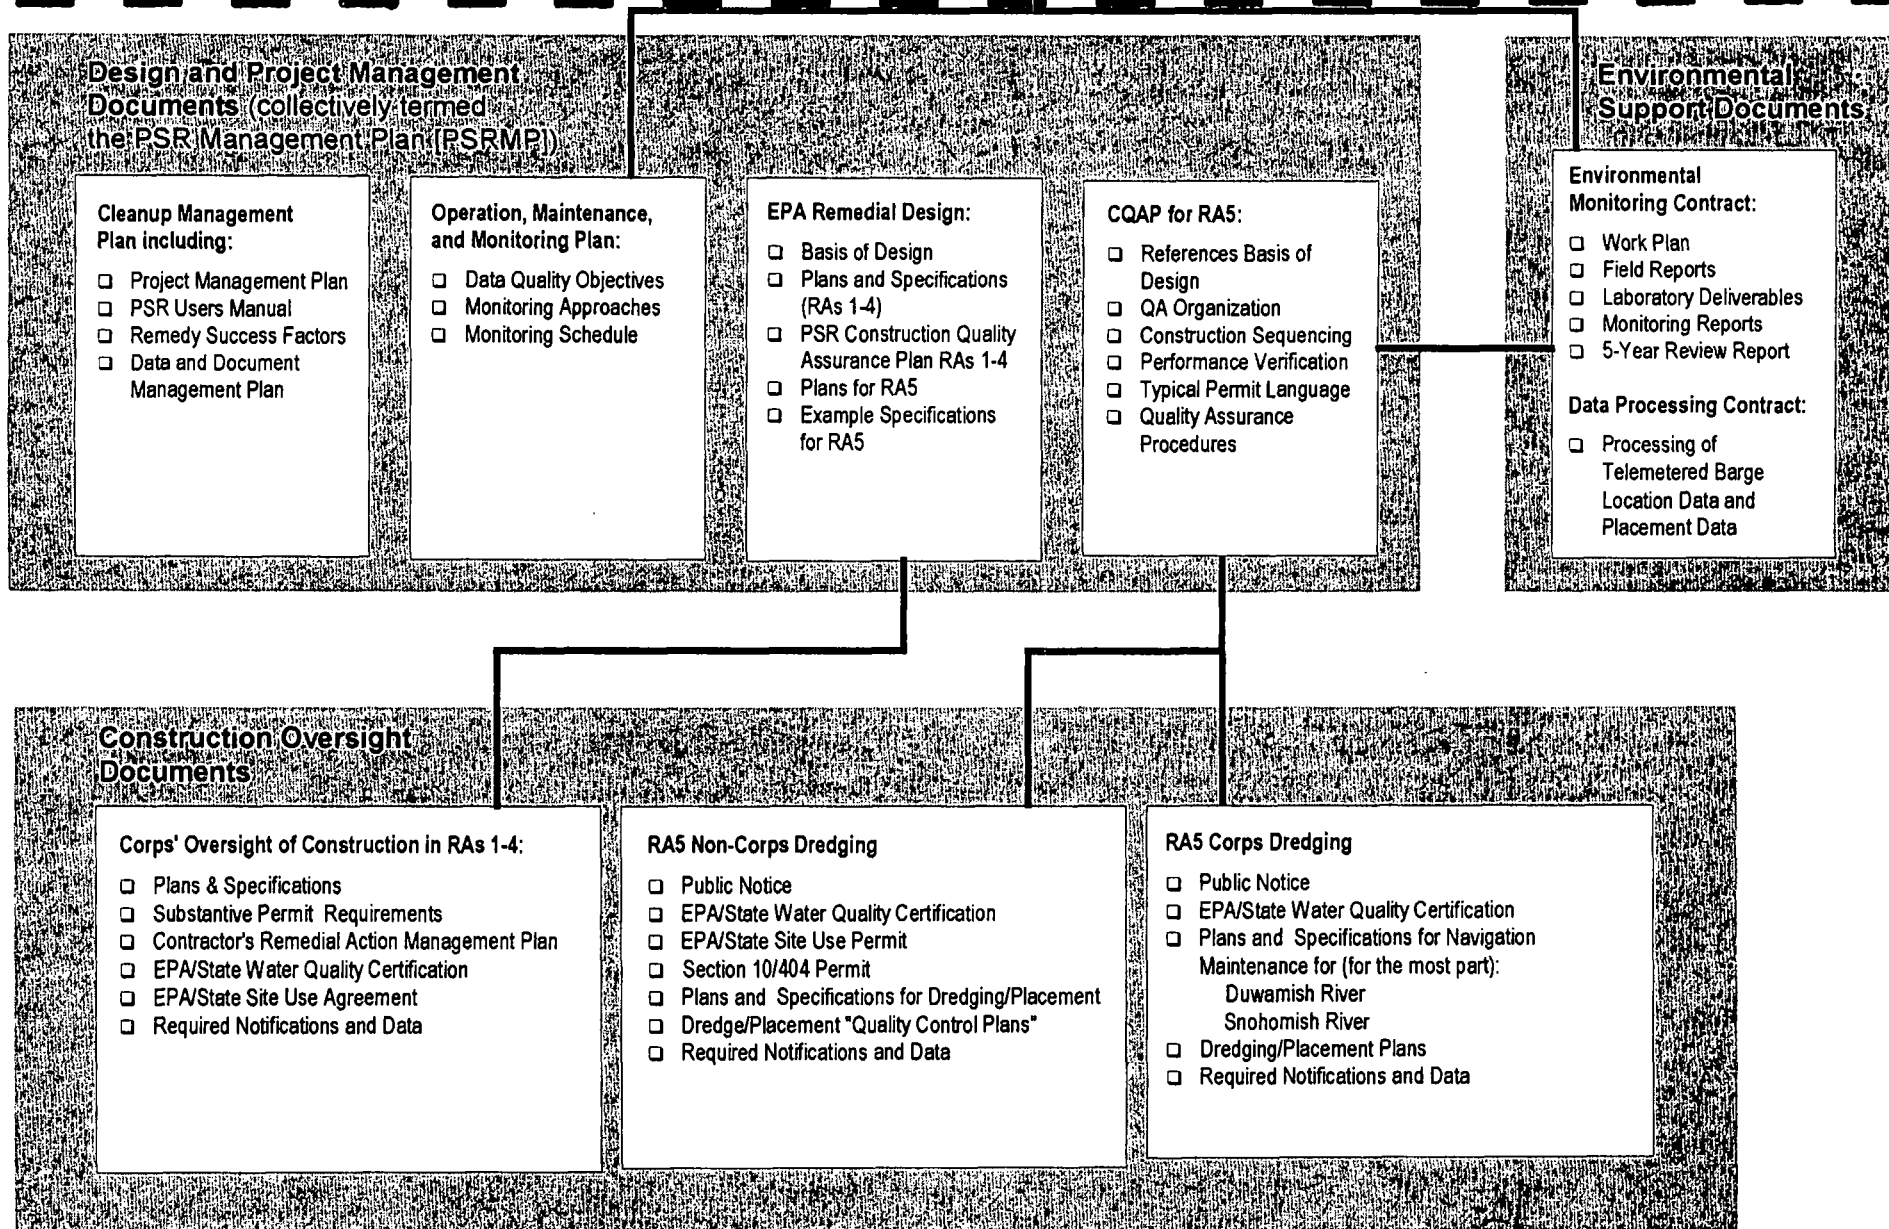 Design and Project Management
Documents (collectively termed
the PSR Management Plan [PSRMP])
Cleanup Management
Plan including:
❑ Project Management Plan
❑ PSR Users Manual
❑ Remedy Success Factors
❑ Data and Document
Management Plan
Operation, Maintenance,
and Monitoring Plan:
❑ Data Quality Objectives
❑ Monitoring Approaches
❑ Monitoring Schedule
EPA Remedial Design:
❑ Basis of Design
❑ Plans and Specifications
(RAs 1-4)
❑ PSR Construction Quality
Assurance Plan RAs 1-4
❑ Plans for RA5
❑ Example Specifications
for RA5
CQAP for RA5:
❑ References Basis of
Design
❑ QA Organization
❑ Construction Sequencing
❑ Performance Verification
❑ Typical Permit Language
❑ Quality Assurance
Procedures
Environmental
Support Documents
Environmental
Monitoring Contract:
❑ Work Plan
❑ Field Reports
❑ Laboratory Deliverables
❑ Monitoring Reports
❑ 5-Year Review Report
Data Processing Contract:
❑ Processing of
Telemetered Barge
Location Data and
Placement Data
Construction Oversight
Documents
Corps' Oversight of Construction in RAs 1-4:
❑ Plans & Specifications
❑ Substantive Permit Requirements
❑ Contractor's Remedial Action Management Plan
❑ EPA/State Water Quality Certification
❑ EPA/State Site Use Agreement
❑ Required Notifications and Data
RA5 Non-Corps Dredging
❑ Public Notice
❑ EPA/State Water Quality Certification
❑ EPA/State Site Use Permit
❑ Section 10/404 Permit
❑ Plans and Specifications for Dredging/Placement
❑ Dredge/Placement "Quality Control Plans"
❑ Required Notifications and Data
RA5 Corps Dredging
❑ Public Notice
❑ EPA/State Water Quality Certification
❑ Plans and Specifications for Navigation
Maintenance for (for the most part):
Duwamish River
Snohomish River
❑ Dredging/Placement Plans
❑ Required Notifications and Data